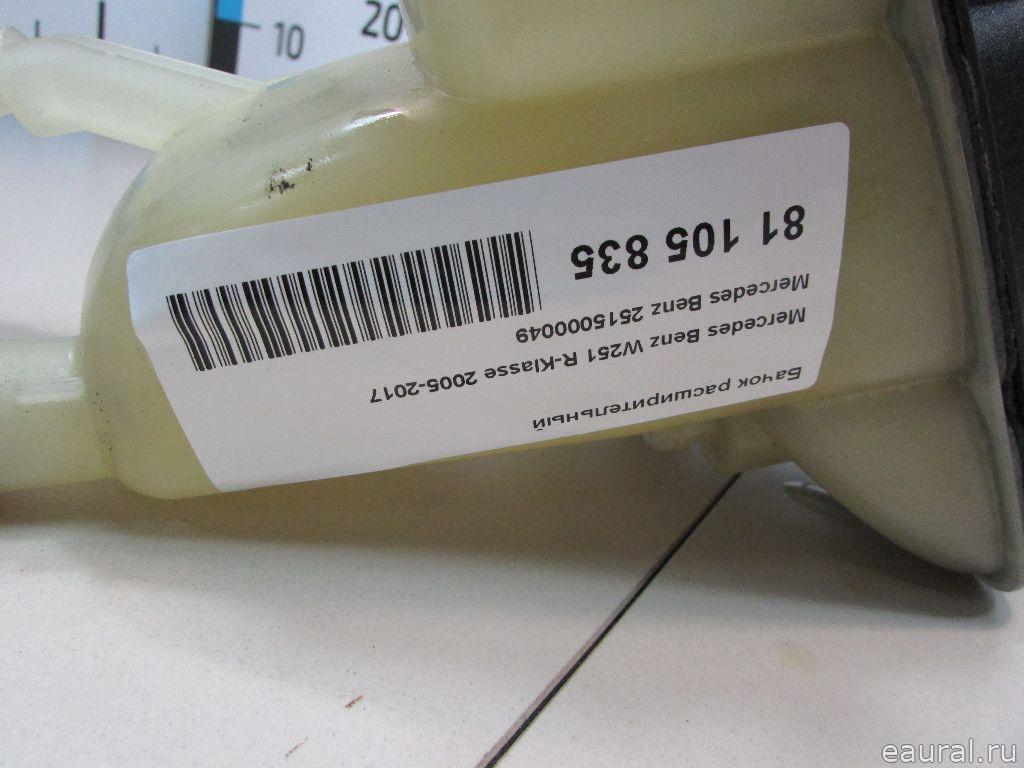 10
20
Бачок расширительный
Mercedes Benz W251 R-Klasse 2005-2017
Mercedes Benz 2515000049
81 105 835
eaural.ru